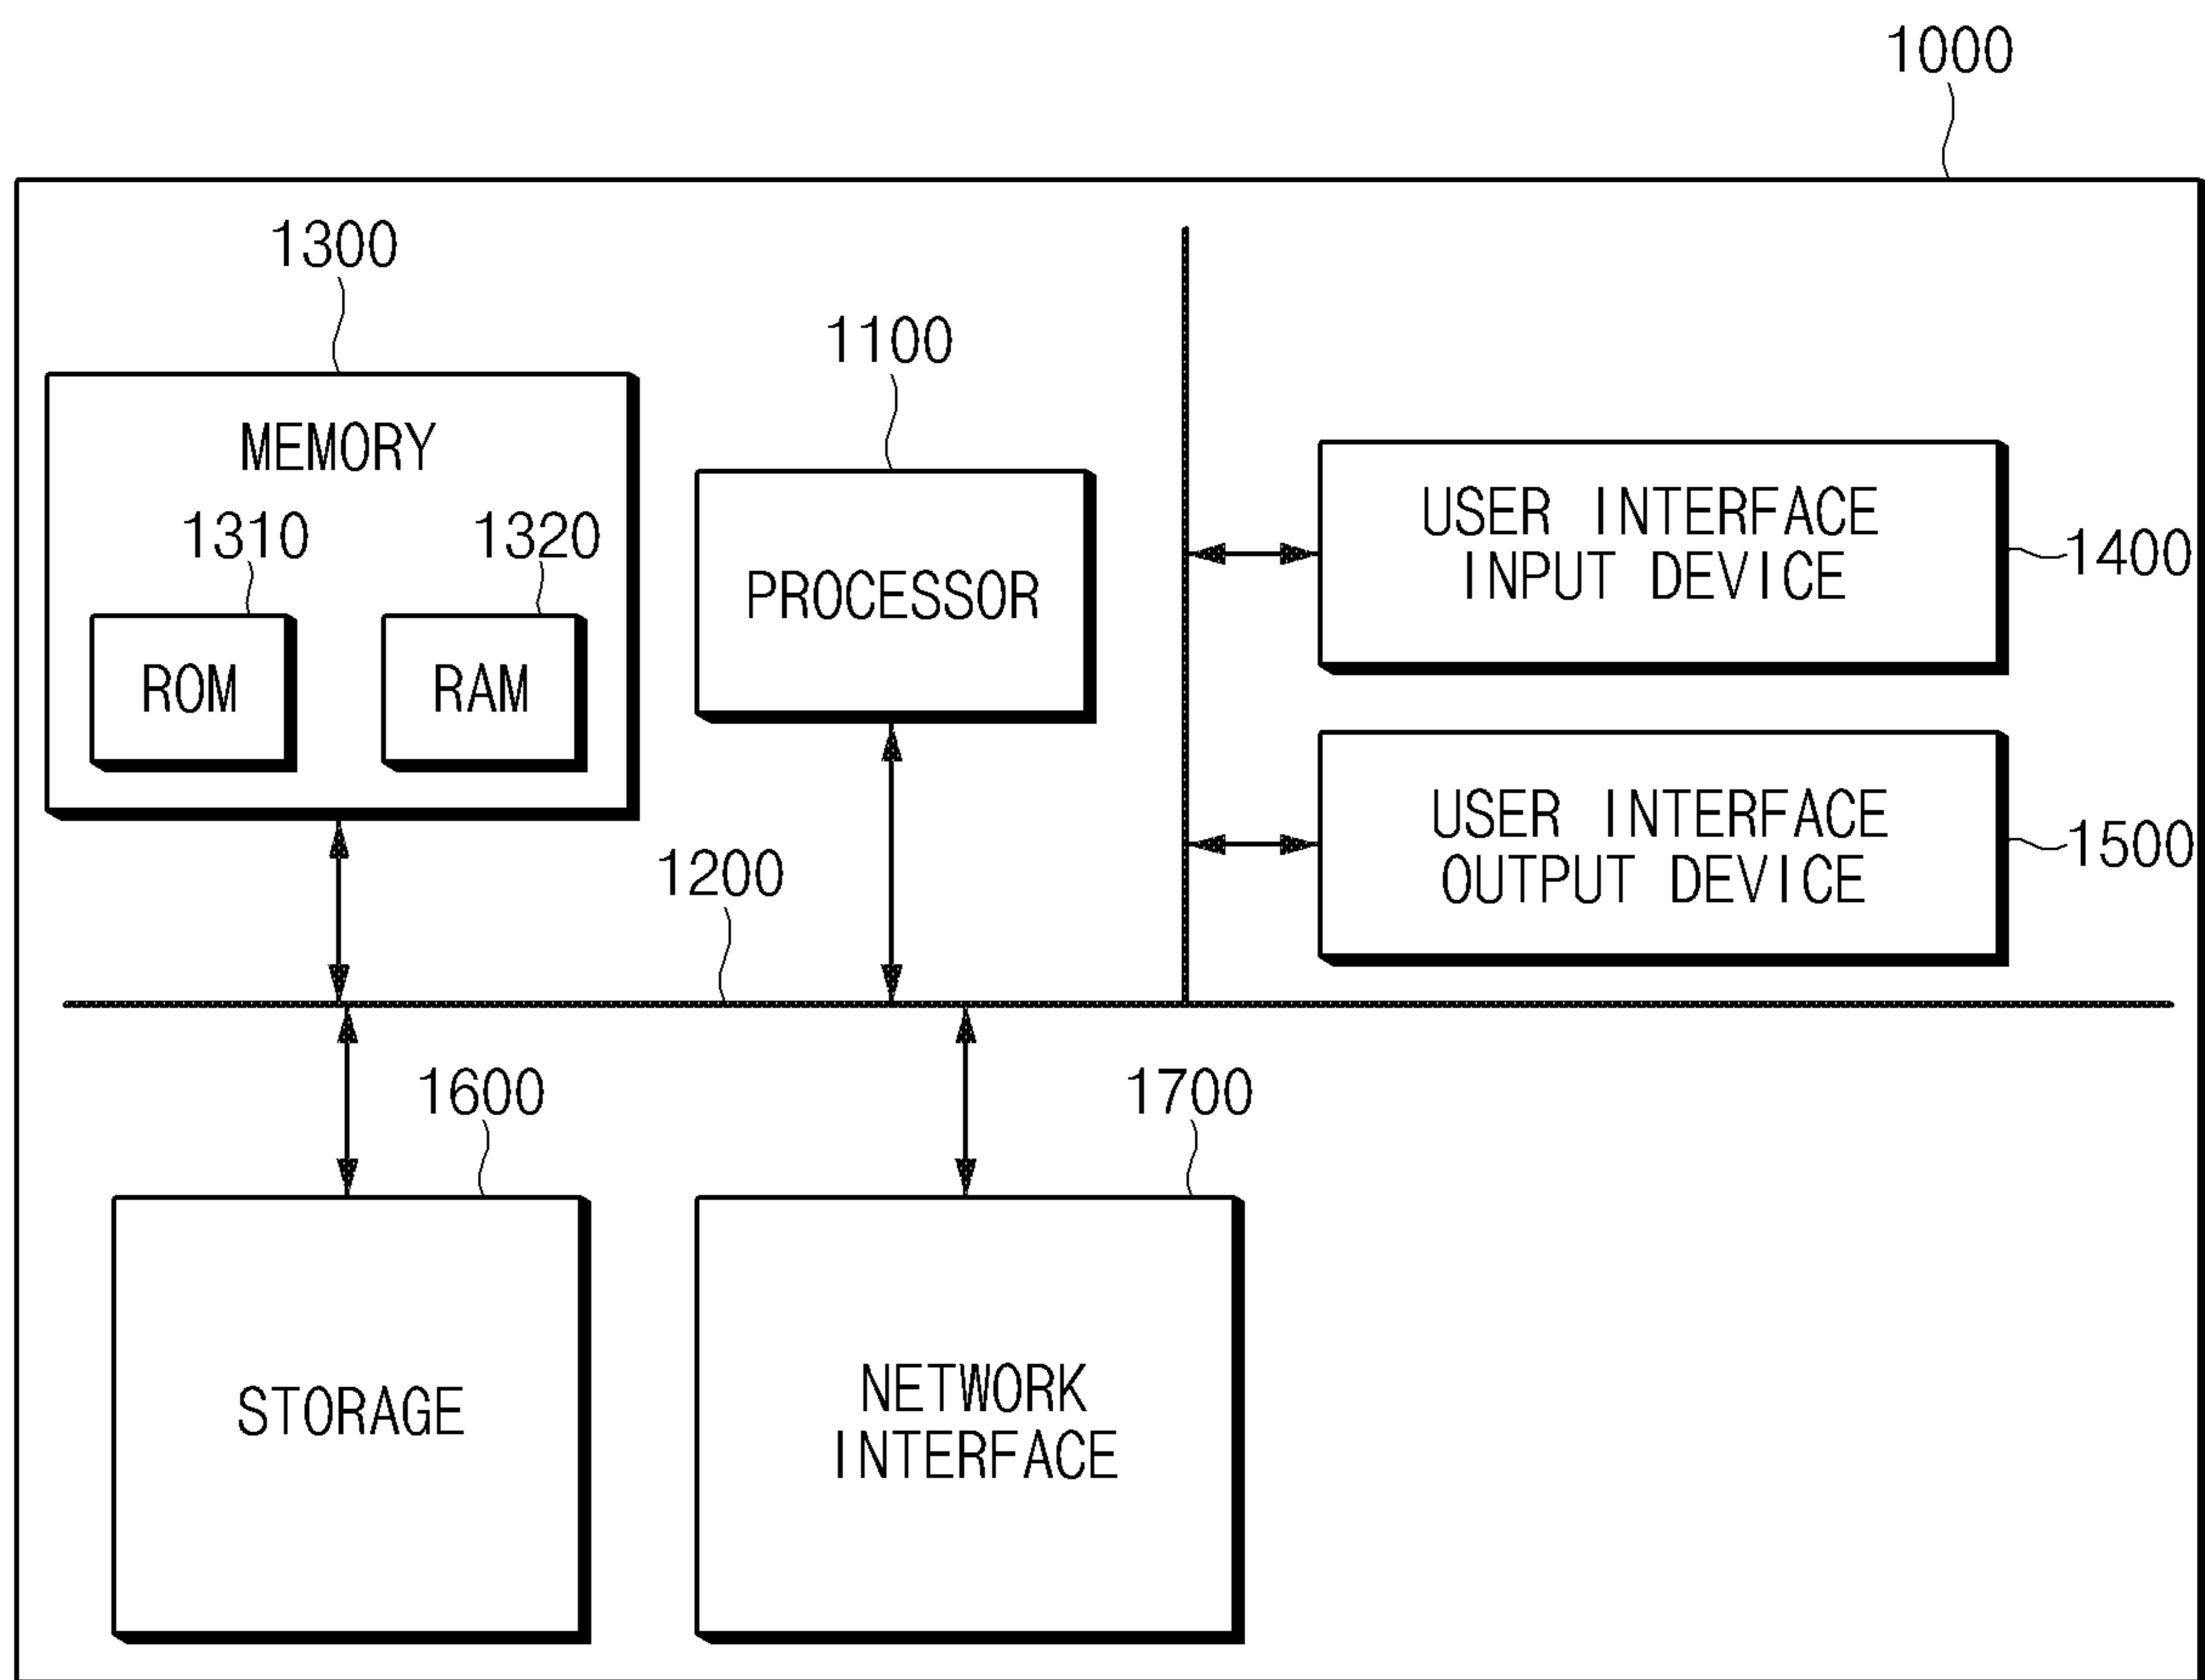 1000
1300
1100
MEMORY
1310
1320
ROM
RAM
PROCESSOR
USER INTERFACE
INPUT DEVICE
1400
USER INTERFACE
OUTPUT DEVICE
1500
1200
1600
1700
STORAGE
NETWORK
INTERFACE